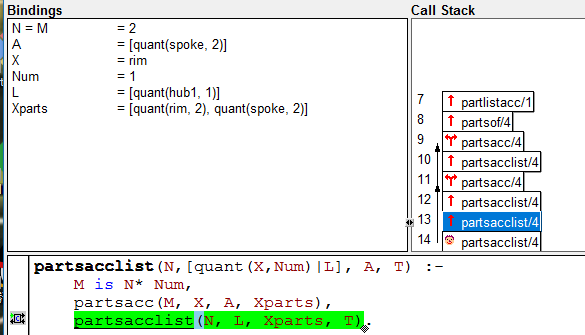 Bindings
N = M = 2
A = [quant(spoke, 2)]
X = rim
Num = 1
L = [quant(hub1, 1)]
Xparts = [quant(rim, 2), quant(spoke, 2)]
Call Stack
7 partlistacc/1
8 partsof/4
9 partsacc/4
10 partsacclist/4
11 partsacc/4
12 partsacclist/4
13 partsacclist/4
14 partsacclist/4
partsacclist(N,[quant(X,Num)|L], A, T) :-
M is N* Num,
partsacc(M, X, A, Xparts),
partsacclist(N, L, Xparts, T).